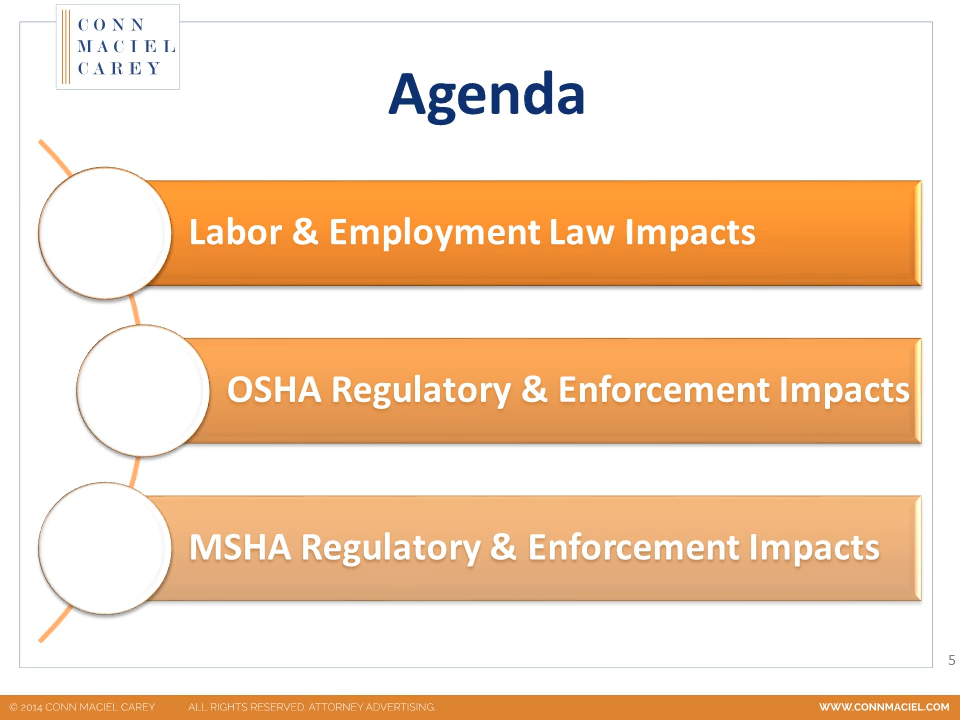 CONN
MACIEL
CAREY
Agenda
Labor & Employment Law Impacts
OSHA Regulatory & Enforcement Impacts
MSHA Regulatory & Enforcement Impacts
5
© 2014 CONN MACIEL CAREY ALL RIGHTS RESERVED. ATTORNEY ADVERTISING. WWW.CONNMACIEL.COM